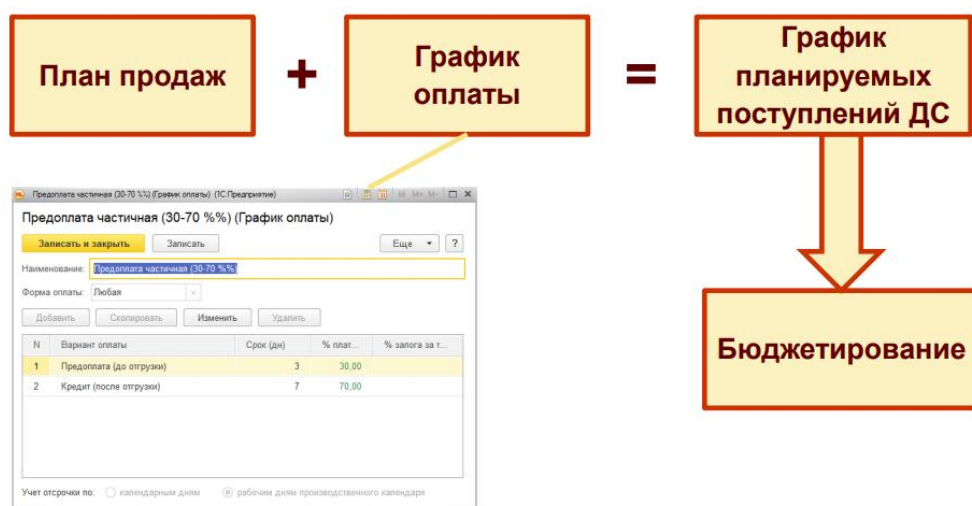 План продаж
+
График
оплаты
=
График
планируемых
поступлений ДС
Бюджетирование
Предоплата частичная (30-70 %%) (График оплаты) (1С:Предприятие)
M M+ M-
Предоплата частичная (30-70 %%) (График оплаты)
Записать и закрыть Записать Еще ?
Наименование: Предоплата частичная (30-70 %%)
Форма оплаты: Любая
Добавить Скопировать Изменить Удалить
N Вариант оплаты Срок (дн) % плат... % залога за т...
1 Предоплата (до отгрузки) 3 30,00
2 Кредит (после отгрузки) 7 70,00
Учет отсрочки по: календарным дням рабочим дням производственного календаря